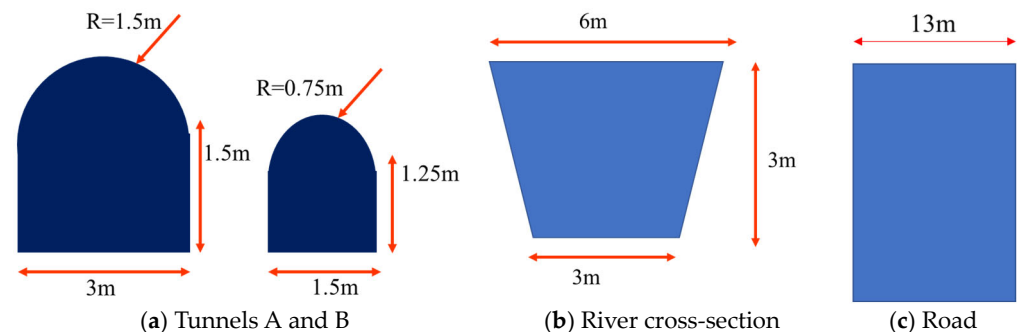 R=1.5m
R=0.75m
1.5m
1.25m
3m
1.5m
(a) Tunnels A and B
6m
3m
3m
(b) River cross-section
13m
(c) Road